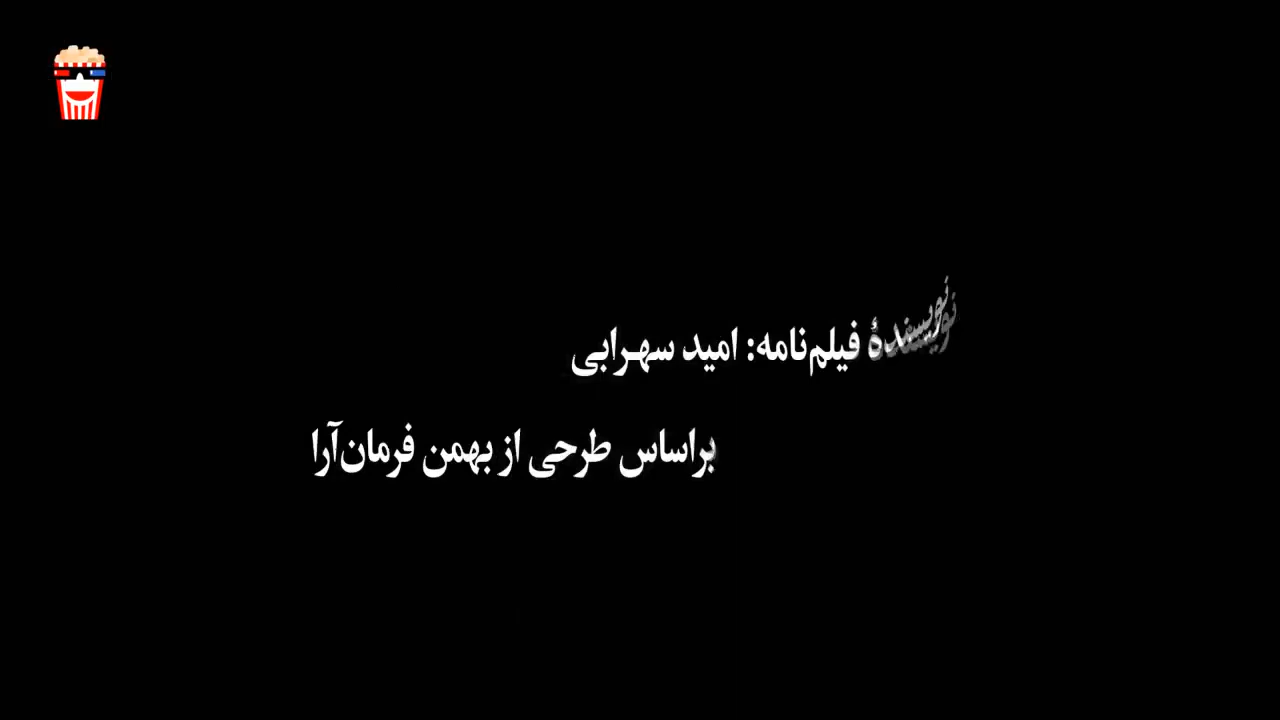 نویسندهٔ فیلم‌نامه: امید سهرابی
براساس طرحی از بهمن فرمان‌آرا